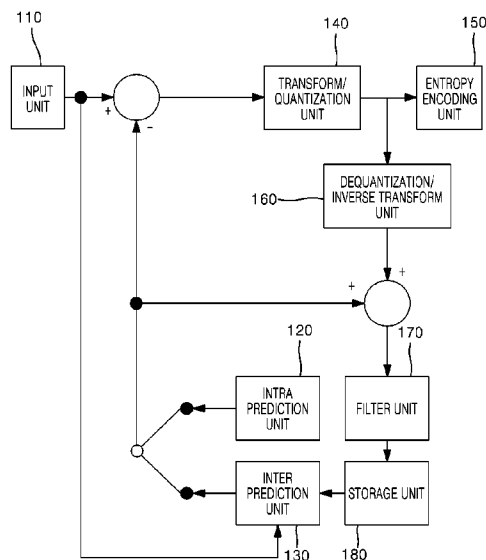 110
INPUT
UNIT
+
-
140
TRANSFORM/
QUANTIZATION
UNIT
150
ENTROPY
ENCODING
UNIT
160
DEQUANTIZATION/
INVERSE TRANSFORM
UNIT
+
+
120
INTRA
PREDICTION
UNIT
170
FILTER UNIT
INTER
PREDICTION
UNIT
130
STORAGE UNIT
180